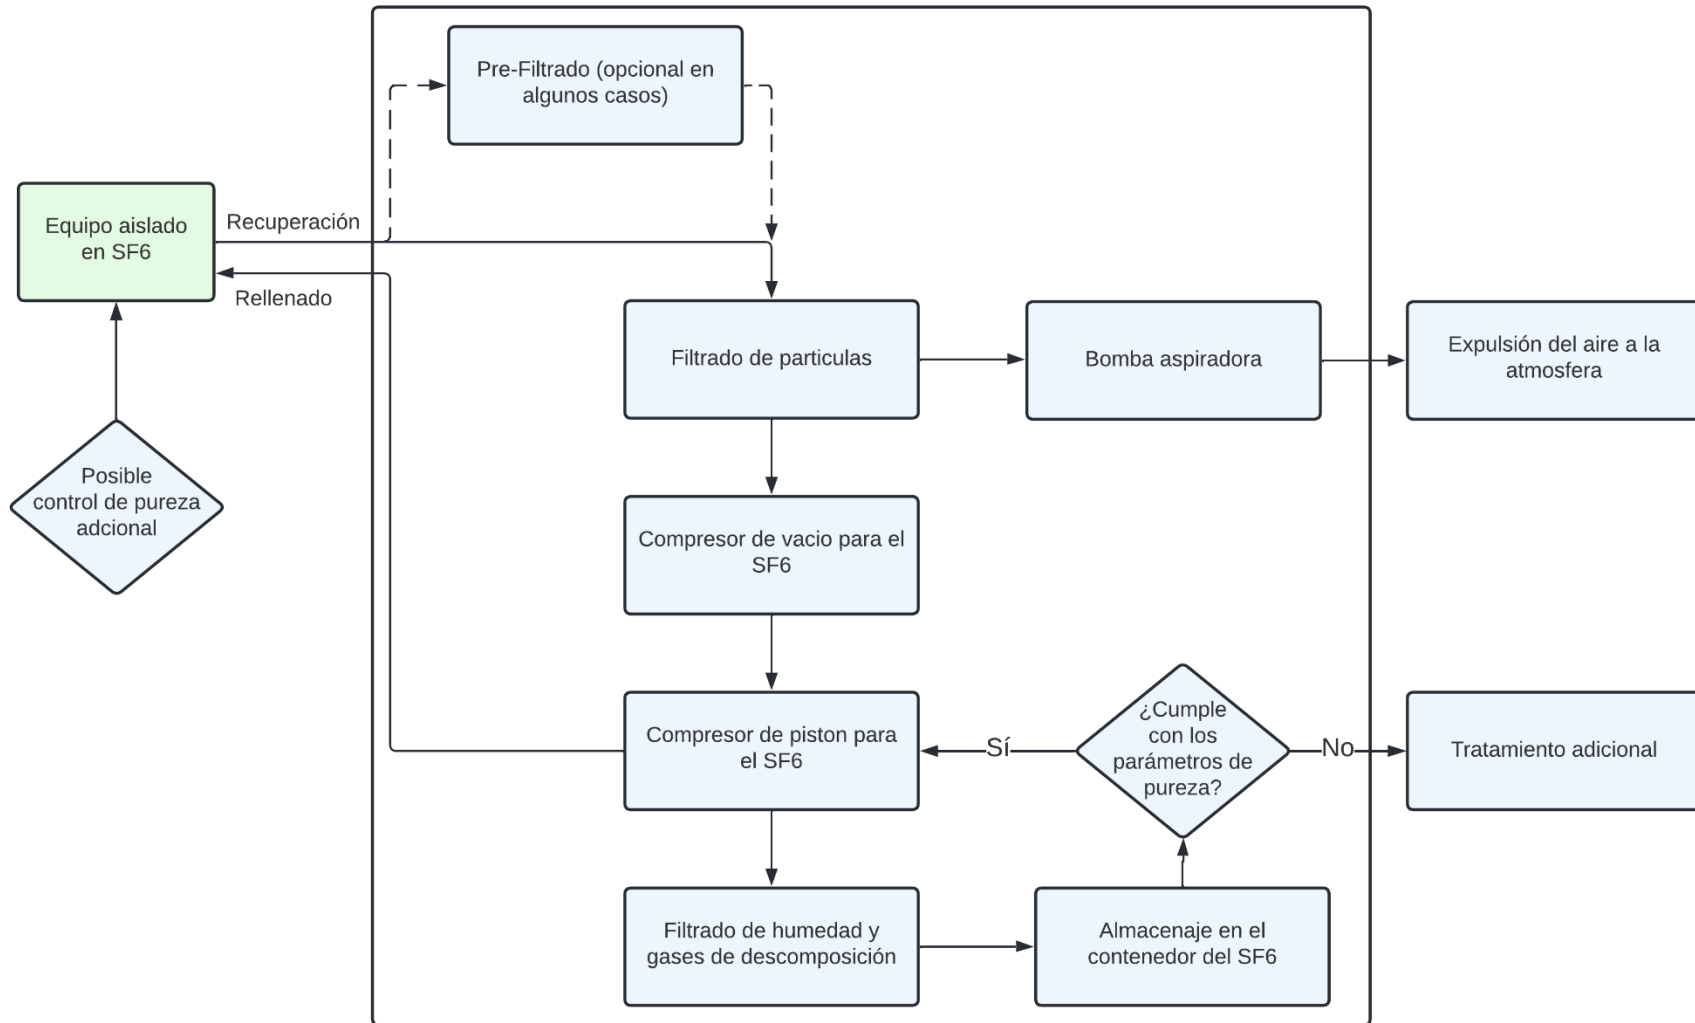 Pre-Filtrado (opcional en
algunos casos)
Equipo aislado
en SF6
Recuperación
Rellenado
Filtrado de particulas
Bomba aspiradora
Expulsión del aire a la
atmosfera
Posible
control de pureza
adcional
Compresor de vacio para el
SF6
Compresor de piston para
el SF6
Sí
¿Cumple
con los
parámetros de
pureza?
No
Tratamiento adicional
Filtrado de humedad y
gases de descomposición
Almacenaje en el
contenedor del SF6